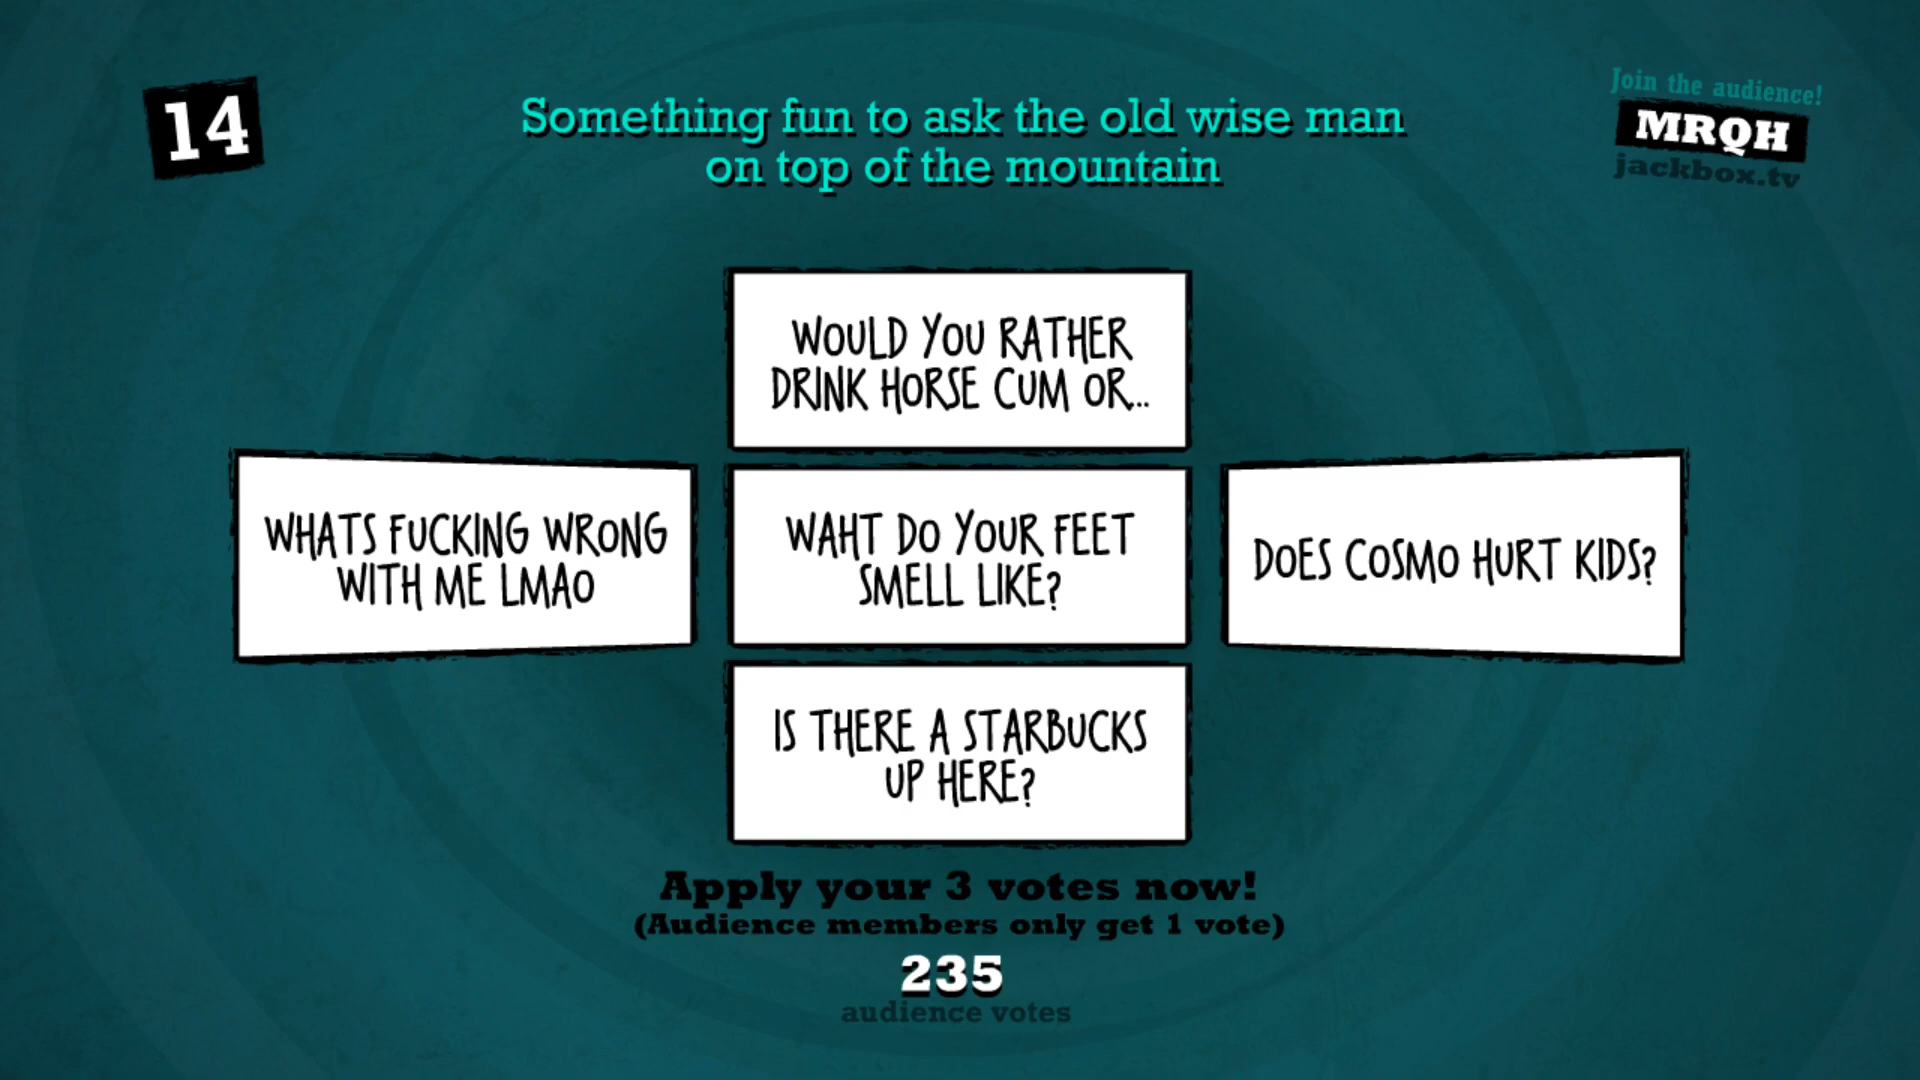 14
Something fun to ask the old wise man
on top of the mountain
Join the audience!
MRQH
jackbox.tv
WOULD YOU RATHER
DRINK HORSE CUM OR...
WHATS FUCKING WRONG
WITH ME LMAO
WAHT DO YOUR FEET
SMELL LIKE?
DOES COSMO HURT KIDS?
IS THERE A STARBUCKS
UP HERE?
Apply your 3 votes now!
(Audience members only get 1 vote)
235
audience votes